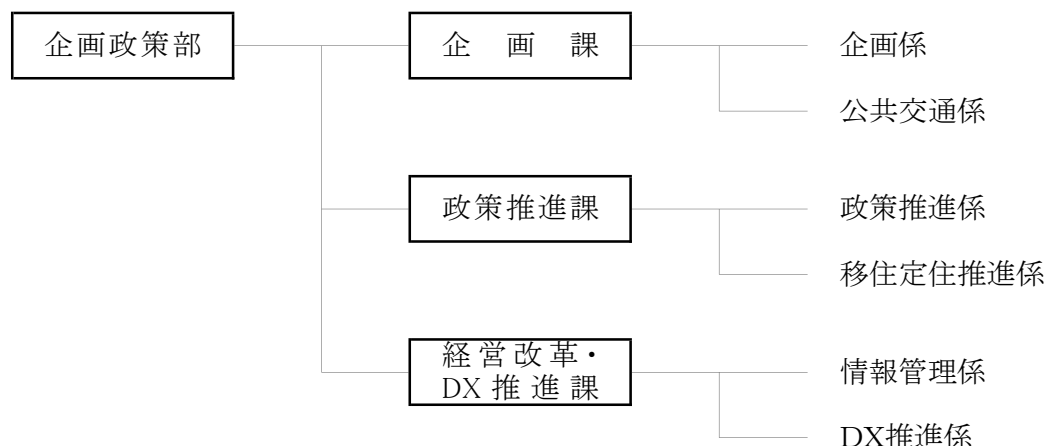 企画政策部
企画課
企画係
公共交通係
政策推進課
政策推進係
移住定住推進係
経営改革・
DX推進課
情報管理係
DX推進係